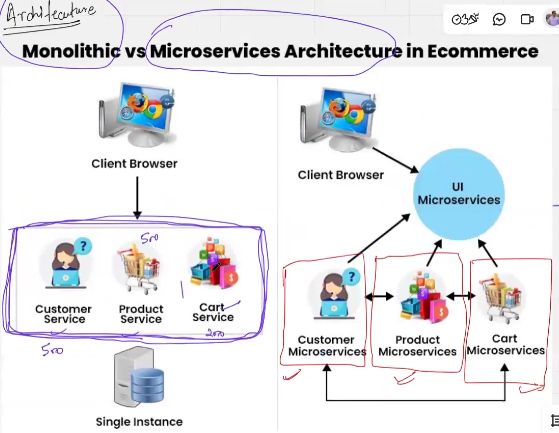 Architecture
Monolithic vs Microservices Architecture in Ecommerce
Client Browser
500
Customer
Service
Product
Service
Cart
Service
500
2000
Single Instance
Client Browser
UI
Microservices
Customer
Microservices
Product
Microservices
Cart
Microservices